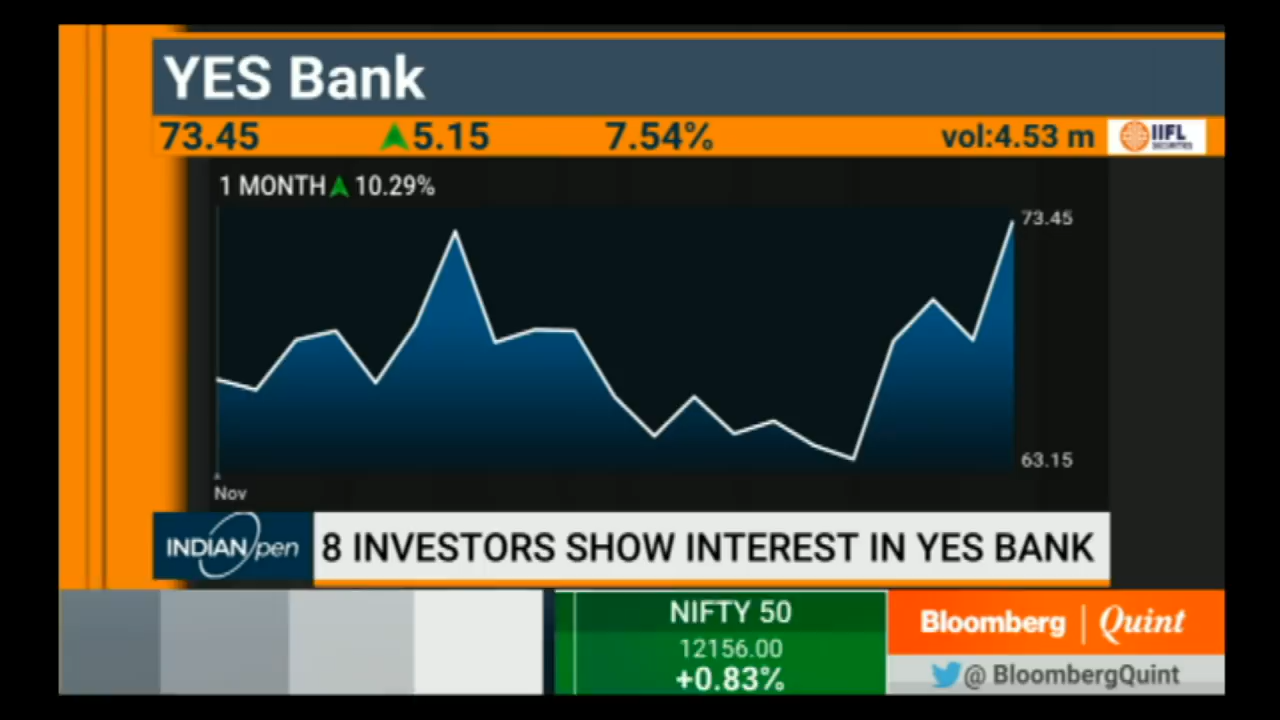 YES Bank
73.45 ▲5.15 7.54% vol:4.53 m IIFL
SECURITIES
1 MONTH▲10.29%
73.45
63.15
Nov
INDIAN Open 8 INVESTORS SHOW INTEREST IN YES BANK
NIFTY 50
12156.00
+0.83%
Bloomberg | Quint
@ BloombergQuint